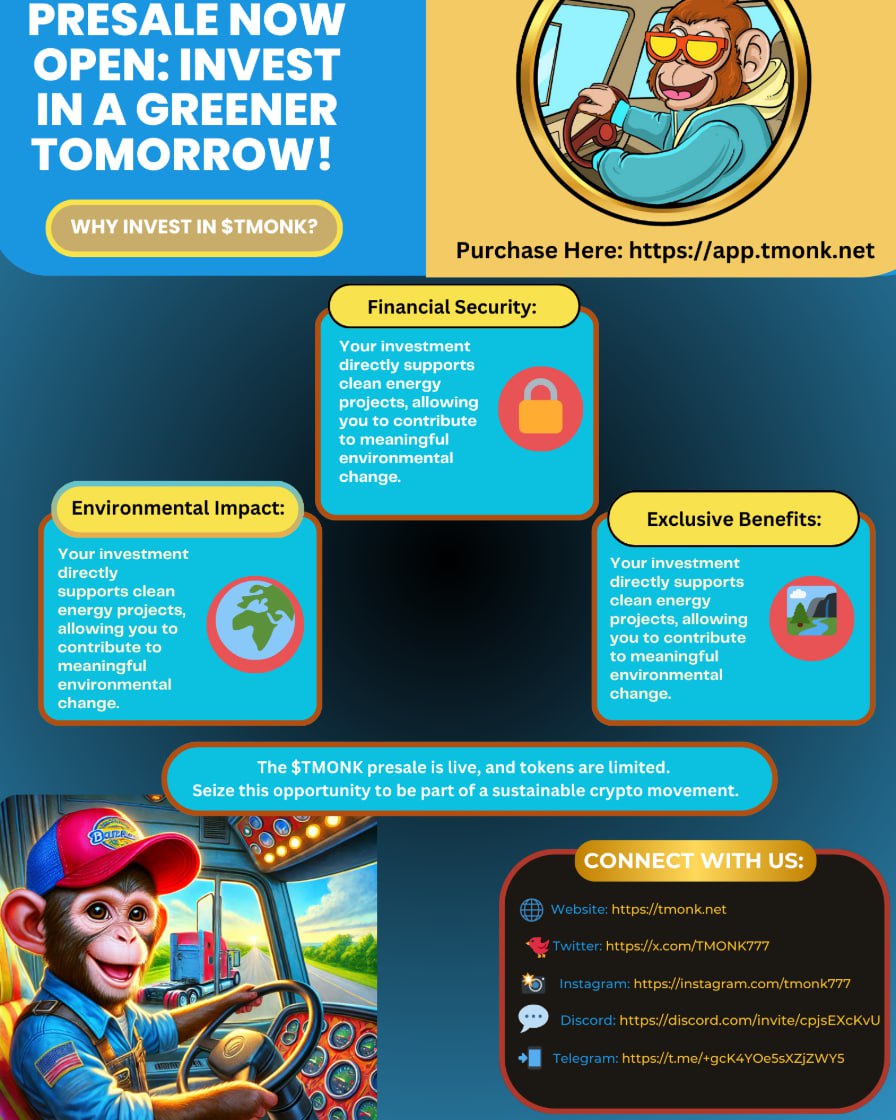 PRESALE NOW
OPEN: INVEST
IN A GREENER
TOMORROW!
WHY INVEST IN $TMONK?
Purchase Here: https://app.tmonk.net
Financial Security:
Your investment
directly supports
clean energy
projects, allowing
you to contribute
to meaningful
environmental
change.
Environmental Impact:
Your investment
directly
supports clean
energy projects,
allowing you to
contribute to
meaningful
environmental
change.
Exclusive Benefits:
Your investment
directly supports
clean energy
projects, allowing
you to contribute
to meaningful
environmental
change.
The $TMONK presale is live, and tokens are limited.
Seize this opportunity to be part of a sustainable crypto movement.
CONNECT WITH US:
Website: https://tmonk.net
Twitter: https://x.com/TMONK777
Instagram: https://instagram.com/tmonk777
Discord: https://discord.com/invite/cpjsEXcKvU
Telegram: https://t.me/+gcK4YOe5sXZjZWY5